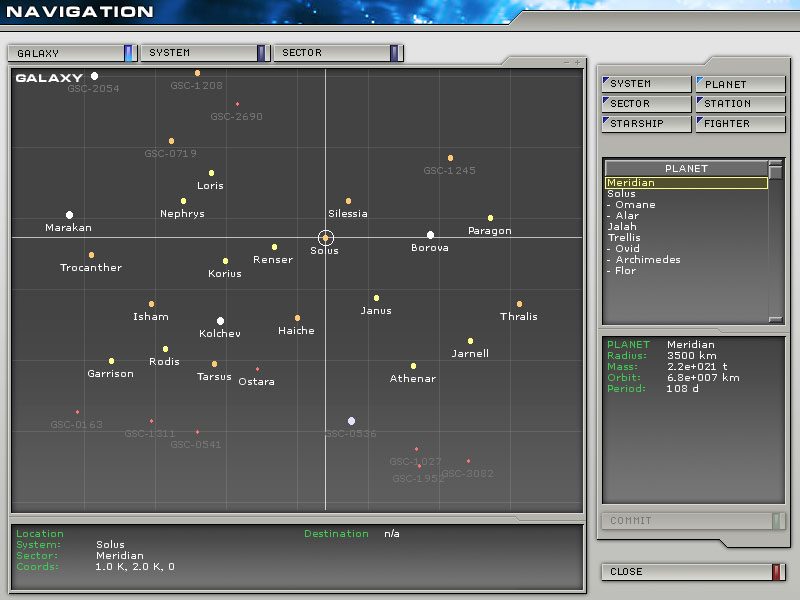 NAVIGATION
GALAXY
SYSTEM
SECTOR
GALAXY
GSC-2054
GSC-1208
GSC-2690
GSC-0719
GSC-1245
Loris
Nephrys
Silessia
Marakan
Paragon
Borova
Solus
Renser
Trocanther
Korius
Isham
Janus
Thralis
Haiche
Kolchev
Jarnell
Rodis
Garrison
Tarsus
Ostara
Athenar
GSC-0163
GSC-1311
GSC-0536
GSC-0541
GSC-1027
GSC-1952
GSC-3082
SYSTEM
PLANET
SECTOR
STATION
STARSHIP
FIGHTER
PLANET
Meridian
Solus
- Omane
- Alar
Jalah
Trellis
- Ovid
- Archimedes
- Flor
PLANET Meridian
Radius: 3500 km
Mass: 2.2e+021 t
Orbit: 6.8e+007 km
Period: 108 d
COMMIT
Location
System: Solus
Sector: Meridian
Coords: 1.0 K, 2.0 K, 0
Destination n/a
CLOSE